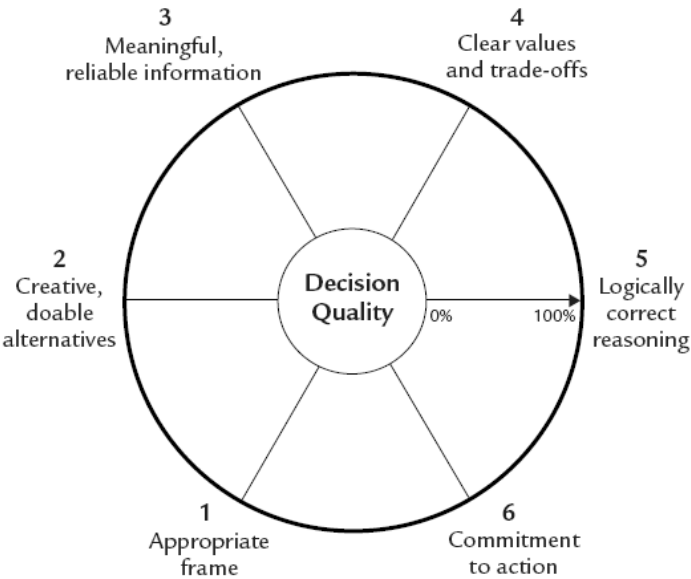 3
Meaningful,
reliable information
4
Clear values
and trade-offs
2
Creative,
doable
alternatives
Decision
Quality
0%
100%
5
Logically
correct
reasoning
1
Appropriate
frame
6
Commitment
to action